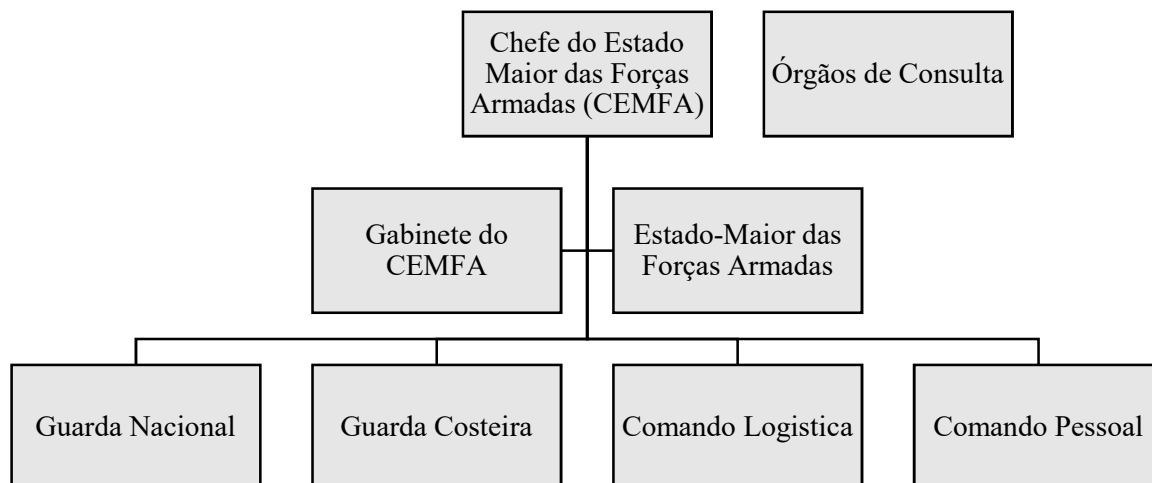 Chefe do Estado
Maior das Forças
Armadas (CEMFA)
Órgãos de Consulta
Gabinete do
CEMFA
Estado-Maior das
Forças Armadas
Guarda Nacional
Guarda Costeira
Comando Logistica
Comando Pessoal